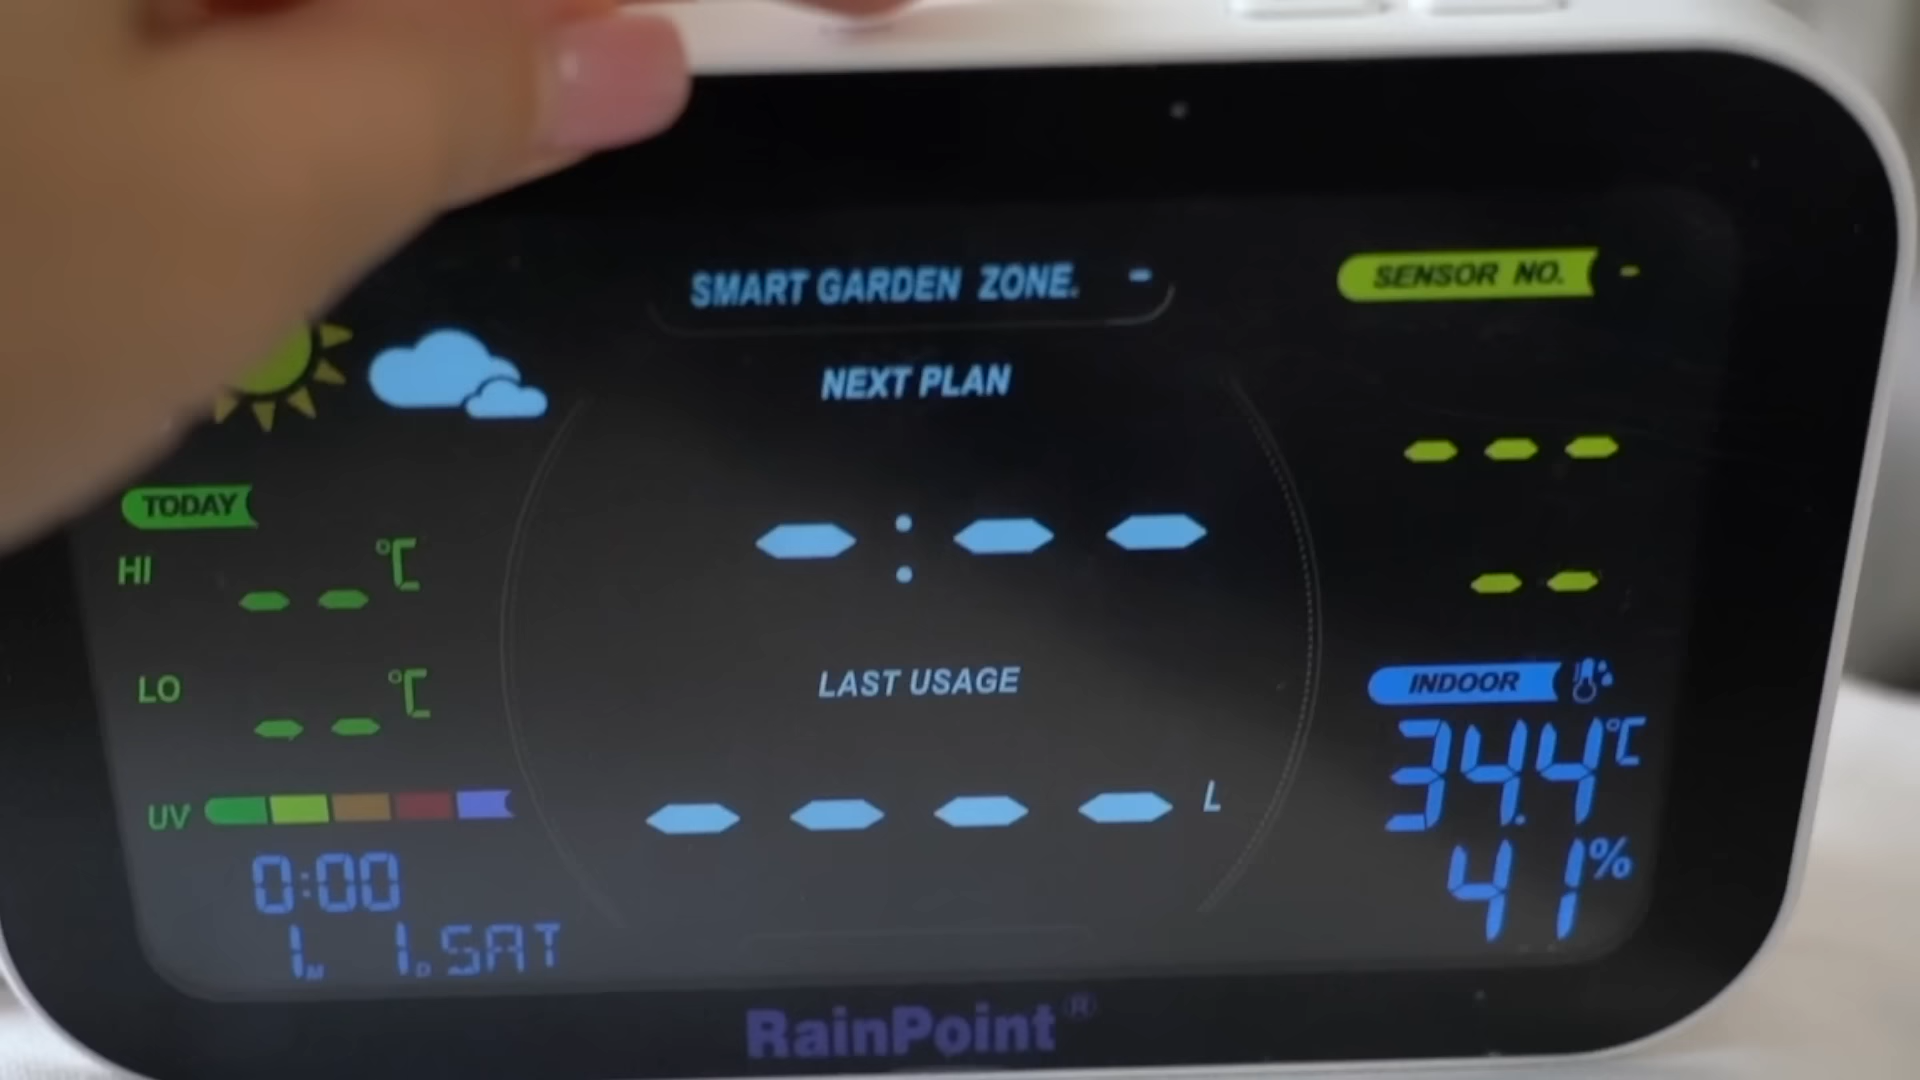 SMART GARDEN ZONE. -
SENSOR NO. -
NEXT PLAN
- - -
TODAY
HI -- °C
-:--
--
LO -- °C
LAST USAGE
INDOOR
34.4°C
UV
---- L
41%
0:00
1M 1D SAT
RainPoint®